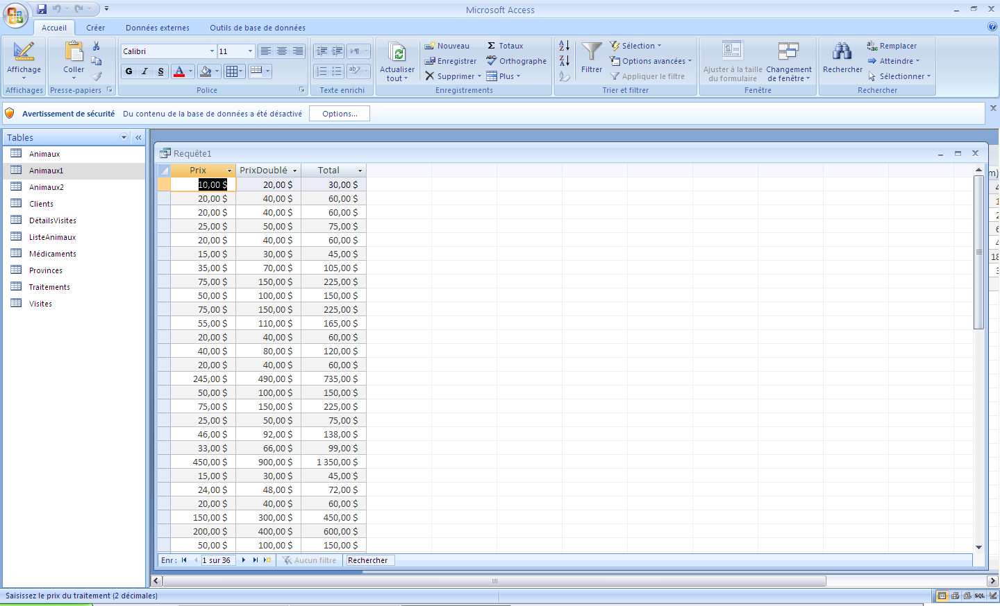 Microsoft Access
Accueil Créer Données externes Outils de base de données
Affichage
Affichages
Coller
Presse-papiers
Calibri 11
G I S A
Police
Texte enrichi
Actualiser tout
Nouveau
Enregistrer
Supprimer
Σ Totaux
ABC Orthographe
Plus
Enregistrements
Filtrer
Sélection
Options avancées
Appliquer le filtre
Trier et filtrer
Ajuster à la taille du formulaire
Changement de fenêtre
Fenêtre
Rechercher
Remplacer
Atteindre
Sélectionner
Rechercher
Avertissement de sécurité Du contenu de la base de données a été désactivé Options...
Tables
Animaux
Animaux1
Animaux2
Clients
DétailsVisites
ListeAnimaux
Médicaments
Provinces
Traitements
Visites
Requête1
Prix PrixDoublé Total
10,00 $ 20,00 $ 30,00 $
20,00 $ 40,00 $ 60,00 $
20,00 $ 40,00 $ 60,00 $
25,00 $ 50,00 $ 75,00 $
20,00 $ 40,00 $ 60,00 $
15,00 $ 30,00 $ 45,00 $
35,00 $ 70,00 $ 105,00 $
75,00 $ 150,00 $ 225,00 $
50,00 $ 100,00 $ 150,00 $
75,00 $ 150,00 $ 225,00 $
55,00 $ 110,00 $ 165,00 $
20,00 $ 40,00 $ 60,00 $
40,00 $ 80,00 $ 120,00 $
20,00 $ 40,00 $ 60,00 $
245,00 $ 490,00 $ 735,00 $
50,00 $ 100,00 $ 150,00 $
75,00 $ 150,00 $ 225,00 $
25,00 $ 50,00 $ 75,00 $
46,00 $ 92,00 $ 138,00 $
33,00 $ 66,00 $ 99,00 $
450,00 $ 900,00 $ 1 350,00 $
15,00 $ 30,00 $ 45,00 $
24,00 $ 48,00 $ 72,00 $
20,00 $ 40,00 $ 60,00 $
150,00 $ 300,00 $ 450,00 $
200,00 $ 400,00 $ 600,00 $
50,00 $ 100,00 $ 150,00 $
Enr : 1 sur 36 Aucun filtre Rechercher
Saisissez le prix du traitement (2 décimales) SQL